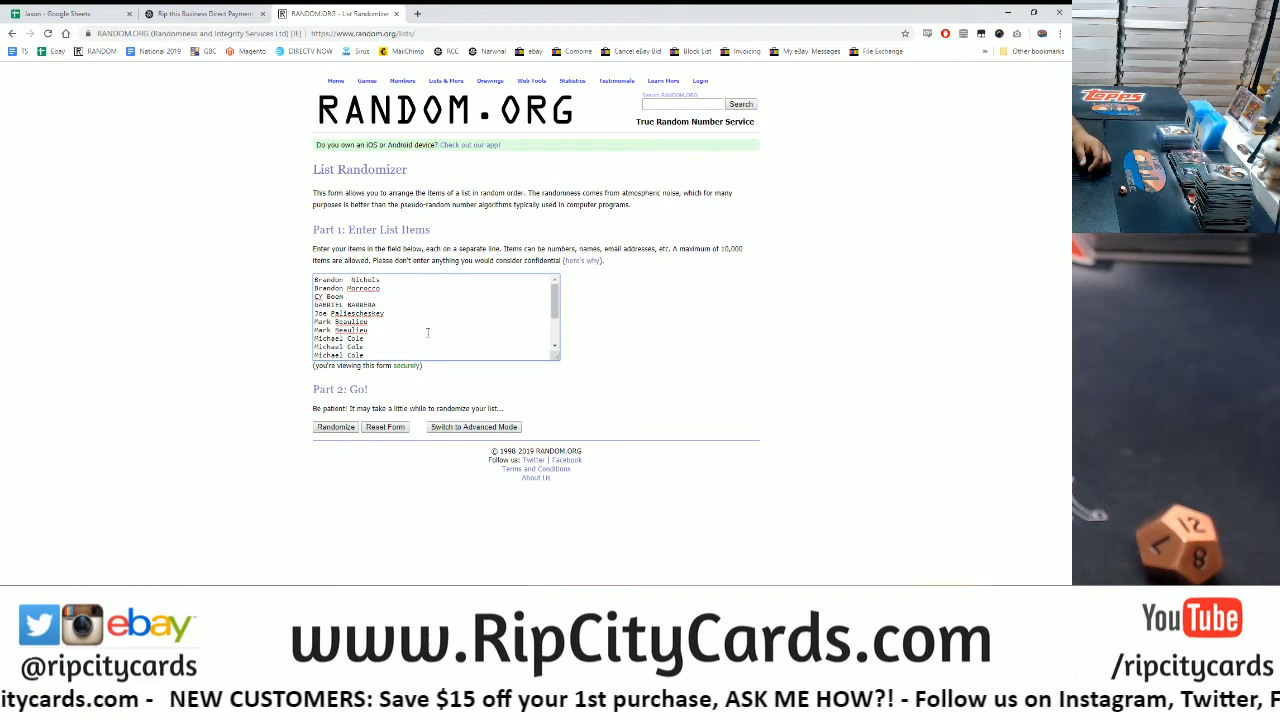 Jason - Google Sheets
Rip this Business Direct Payment
RANDOM.ORG - List Randomizer
RANDOM.ORG (Randomness and Integrity Services Ltd) [IE] | https://www.random.org/lists/
TS Ebay RANDOM National 2019 GBC Magento DIRECTV NOW Sirus MailChimp RCC Narwhal ebay Combine Cancel eBay Bid Block List Invoicing My eBay: Messages File Exchange » Other bookmarks
Home Games Numbers Lists & More Drawings Web Tools Statistics Testimonials Learn More Login
Search RANDOM.ORG
RANDOM.ORG
Search
True Random Number Service
Do you own an iOS or Android device? Check out our app!
List Randomizer
This form allows you to arrange the items of a list in random order. The randomness comes from atmospheric noise, which for many
purposes is better than the pseudo-random number algorithms typically used in computer programs.
Part 1: Enter List Items
Enter your items in the field below, each on a separate line. Items can be numbers, names, email addresses, etc. A maximum of 10,000
items are allowed. Please don't enter anything you would consider confidential (here's why).
Brandon  Nichols
Brandon Morrocco
CY Boom
GABRIEL BARRERA
Joe Paliescheskey
Mark Beaulieu
Mark Beaulieu
Michael Cole
Michael Cole
Michael Cole
(you're viewing this form securely)
Part 2: Go!
Be patient! It may take a little while to randomize your list...
Randomize Reset Form Switch to Advanced Mode
© 1998-2019 RANDOM.ORG
Follow us: Twitter | Facebook
Terms and Conditions
About Us
topps
12
7
8
ebay
@ripcitycards
www.RipCityCards.com
YouTube
/ripcitycards
citycards.com - NEW CUSTOMERS: Save $15 off your 1st purchase, ASK ME HOW?! - Follow us on Instagram, Twitter, F